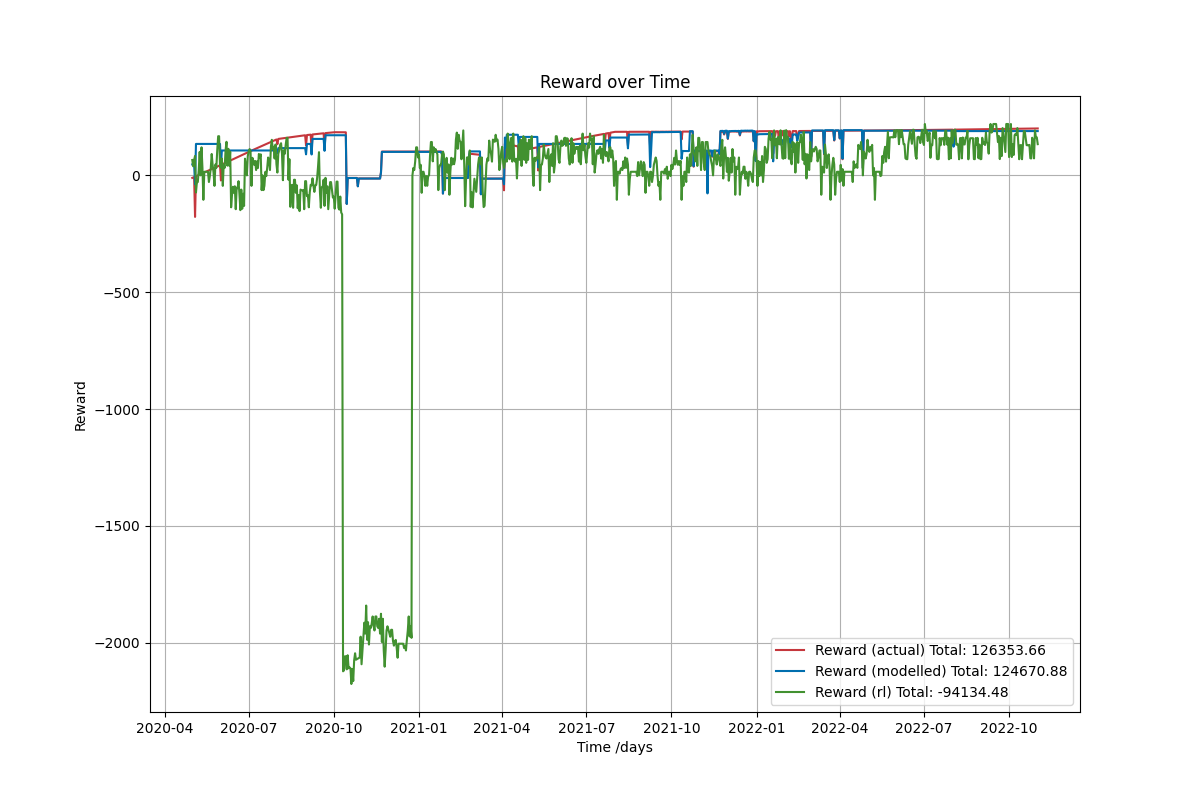 Reward over Time
Reward
0
−500
−1000
−1500
−2000
2020-04 2020-07 2020-10 2021-01 2021-04 2021-07 2021-10 2022-01 2022-04 2022-07 2022-10
Time /days
Reward (actual) Total: 126353.66
Reward (modelled) Total: 124670.88
Reward (rl) Total: -94134.48